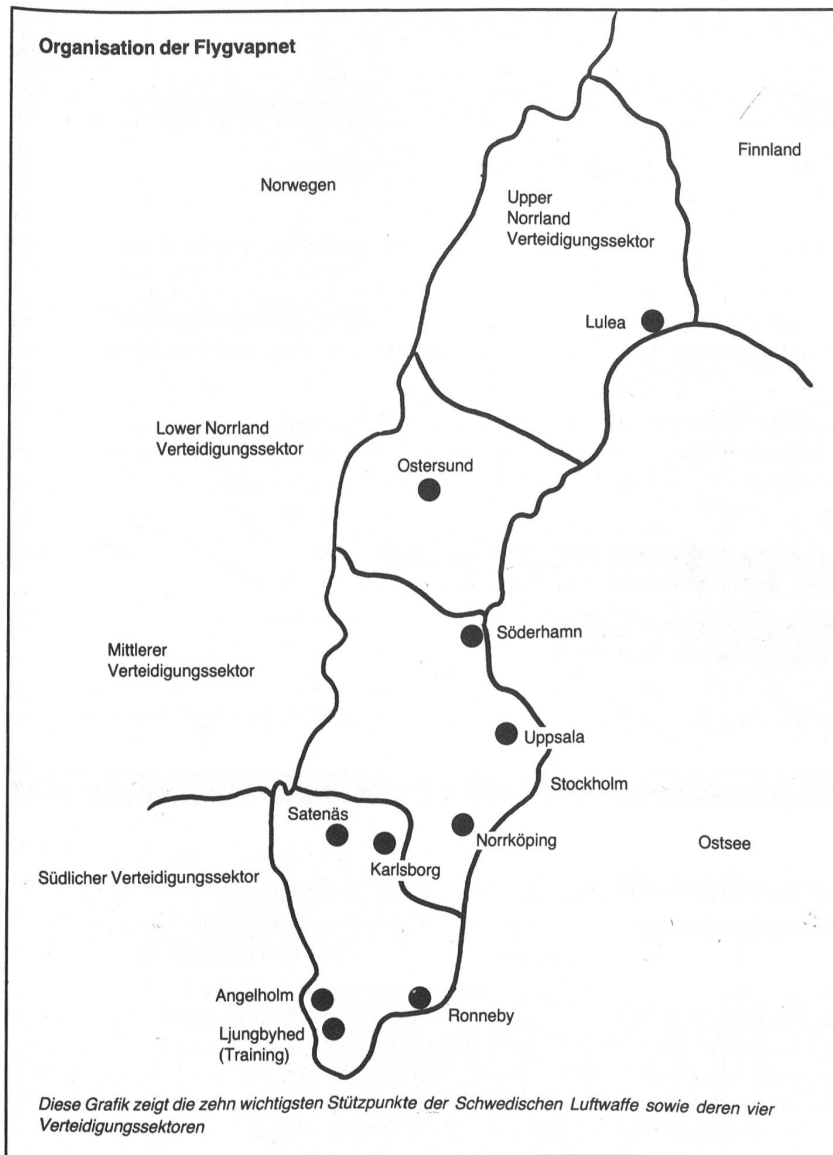 Organisation der Flygvapnet
Finnland
Norwegen
Upper
Norrland
Verteidigungssektor
Lulea
Lower Norrland
Verteidigungssektor
Ostersund
Söderhamn
Mittlerer
Verteidigungssektor
Uppsala
Stockholm
Satenäs
Norrköping
Ostsee
Karlsborg
Südlicher Verteidigungssektor
Angelholm
Ronneby
Ljungbyhed
(Training)
Diese Grafik zeigt die zehn wichtigsten Stützpunkte der Schwedischen Luftwaffe sowie deren vier
Verteidigungssektoren